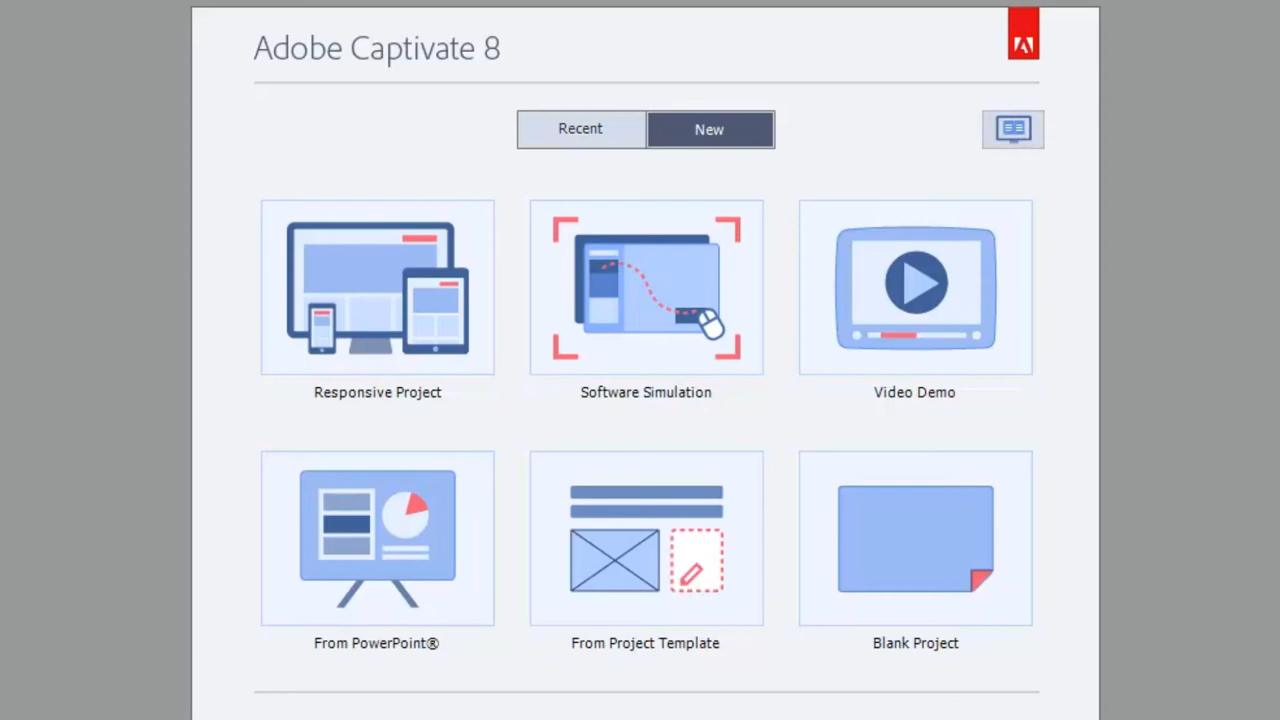 Adobe Captivate 8
Recent
New
Responsive Project
Software Simulation
Video Demo
From PowerPoint®
From Project Template
Blank Project